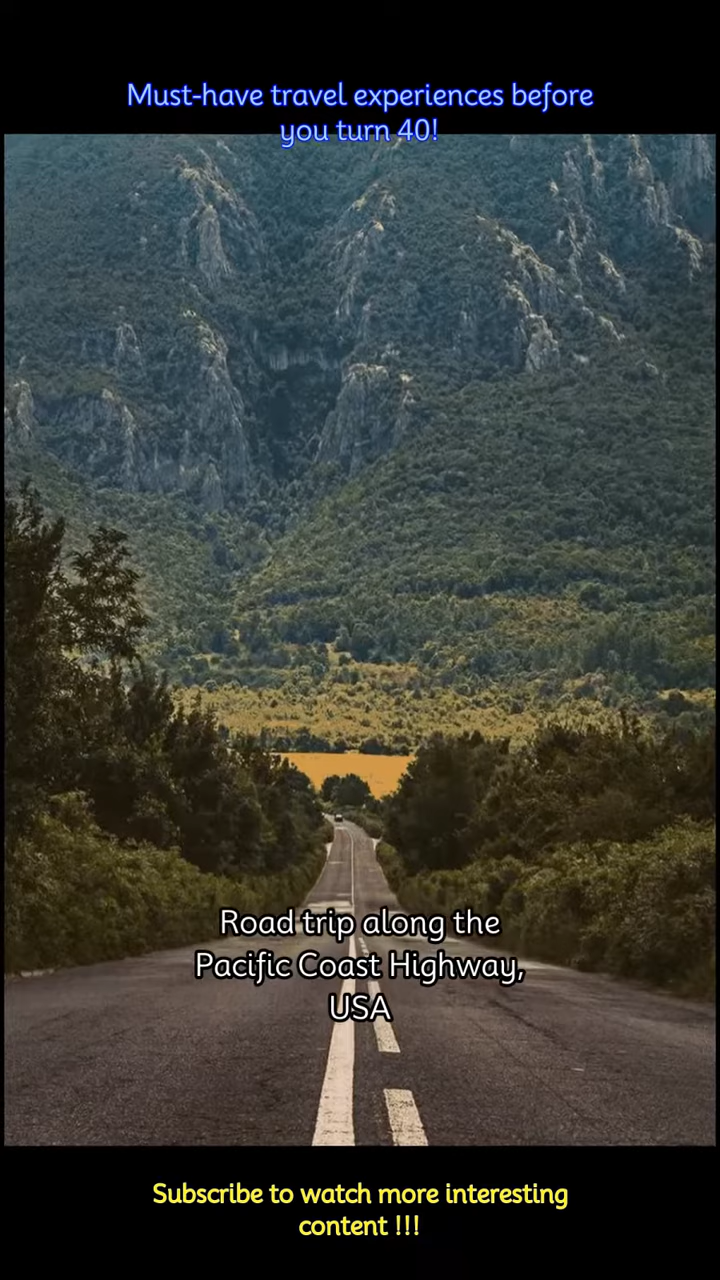 Must-have travel experiences before
you turn 40!
Road trip along the
Pacific Coast Highway,
USA
Subscribe to watch more interesting
content !!!